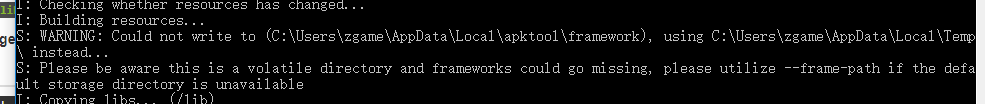 I: Checking whether resources has changed...
I: Building resources...
S: WARNING: Could not write to (C:\Users\zgame\AppData\Local\apktool\framework), using C:\Users\zgame\AppData\Local\Temp
\ instead...
S: Please be aware this is a volatile directory and frameworks could go missing, please utilize --frame-path if the defa
ult storage directory is unavailable
I: Copying libs... (/lib)
li
ge